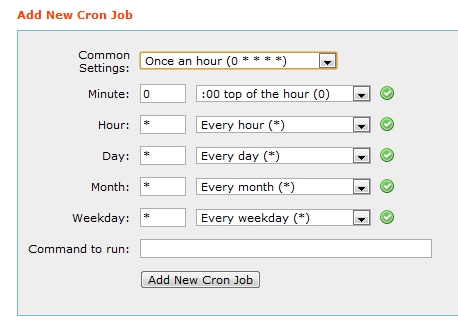 Add New Cron Job
Common Settings: Once an hour (0 * * * *)
Minute: 0 :00 top of the hour (0)
Hour: * Every hour (*)
Day: * Every day (*)
Month: * Every month (*)
Weekday: * Every weekday (*)
Command to run:
Add New Cron Job